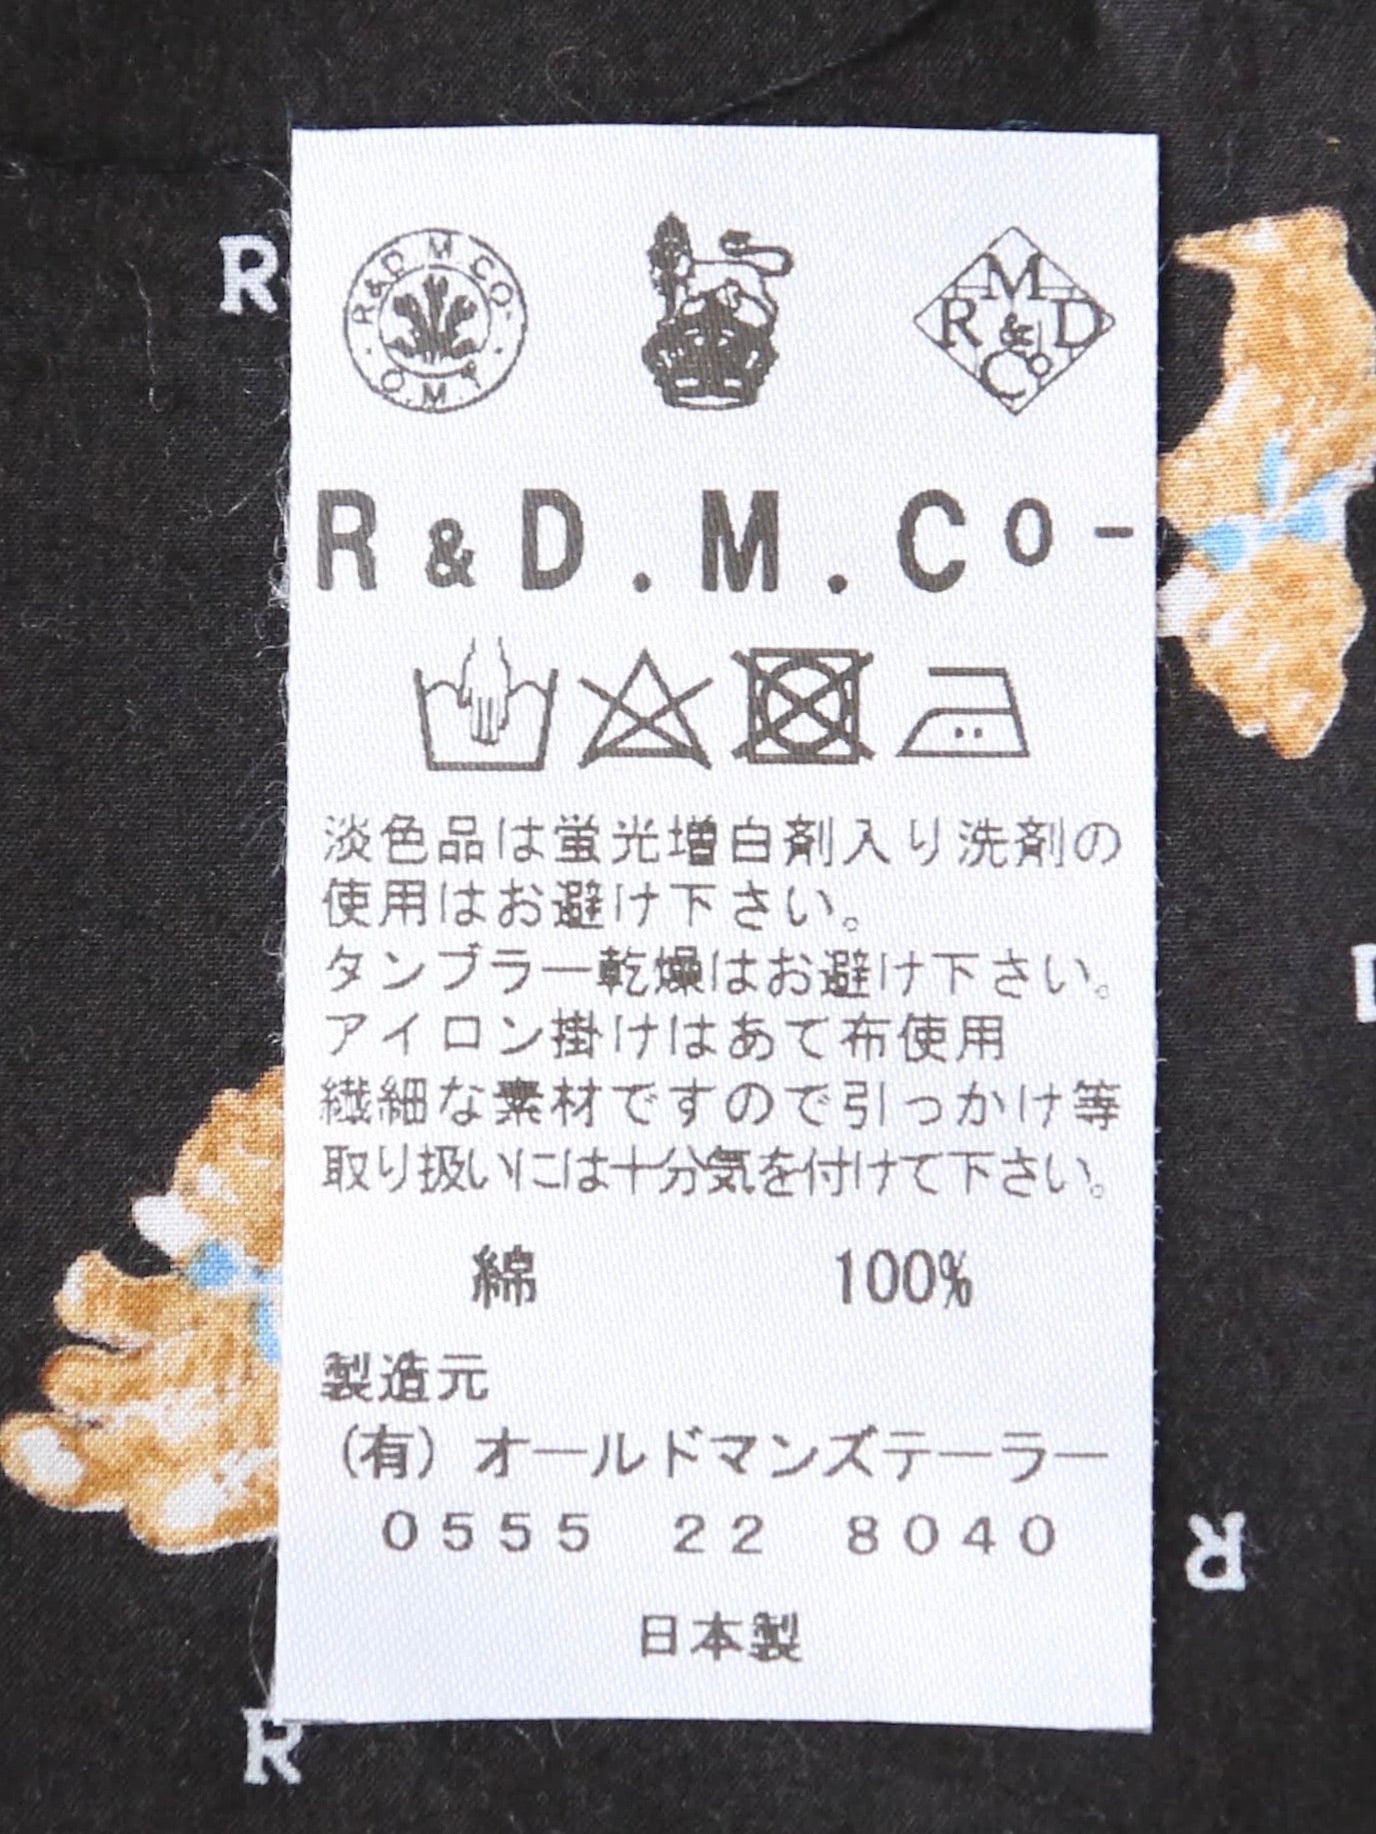 R&D.M.Co-
O.M.T
M
R & D
Co
R&D.M.Co-
淡色品は蛍光増白剤入り洗剤の
使用はお避け下さい。
タンブラー乾燥はお避け下さい。
アイロン掛けはあて布使用
繊細な素材ですので引っかけ等
取り扱いには十分気を付けて下さい。
綿 100%
製造元
(有)オールドマンズテーラー
0555 22 8040
日本製
R
R
R